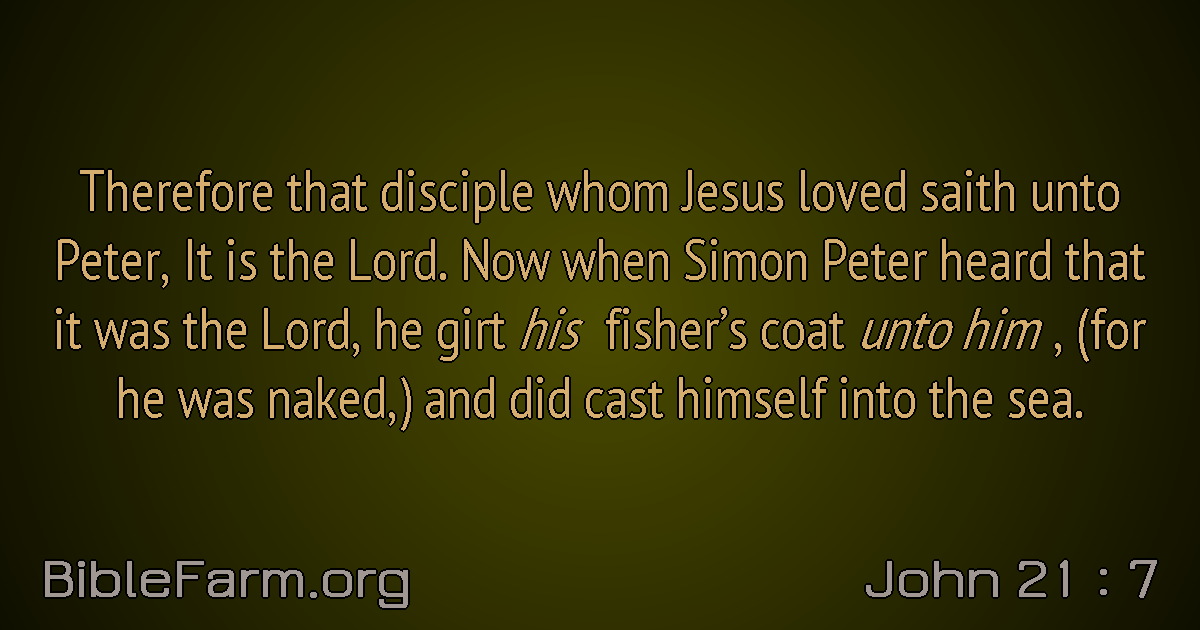 Therefore that disciple whom Jesus loved saith unto
Peter, It is the Lord. Now when Simon Peter heard that
it was the Lord, he girt his fisher’s coat unto him , (for
he was naked,) and did cast himself into the sea.
BibleFarm.org
John 21 : 7